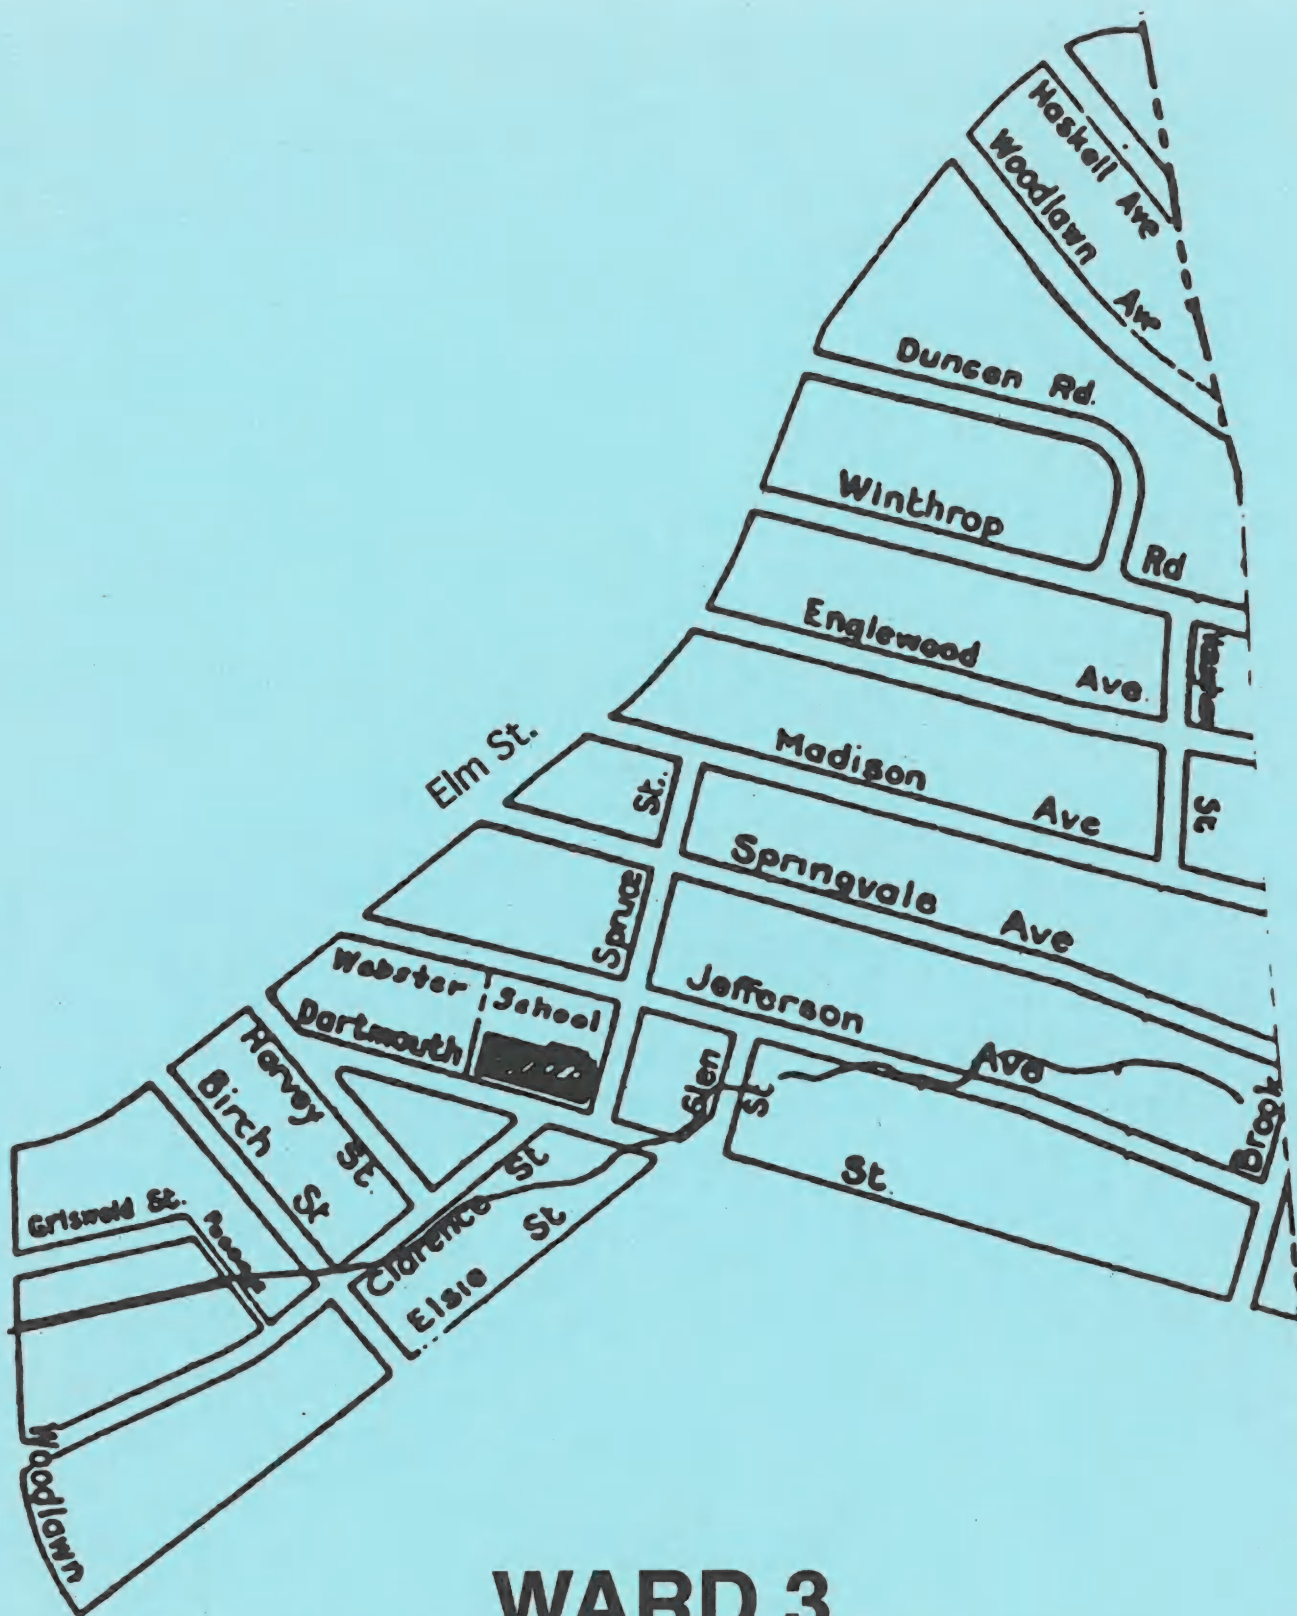 Haskell Ave
Woodlawn Ave
Duncan Rd.
Winthrop Rd
Englewood Ave.
Elm St.
Madison Ave
St.
St
Springvale Ave
Spruce
Webster School
Jefferson Ave
Dartmouth St.
Glen St
Brook
Harvey St.
Birch St
Clarence St
Elsie St
Griswold St.
Woodlawn
WARD 3